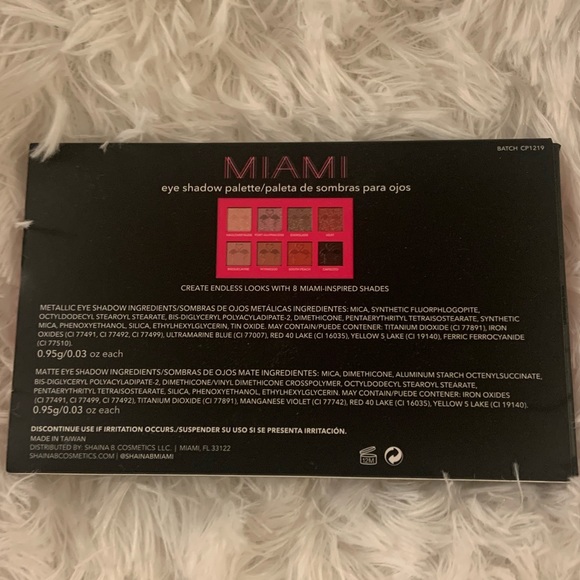 BATCH CP1219
MIAMI
eye shadow palette/paleta de sombras para ojos
CREATE ENDLESS LOOKS WITH 8 MIAMI-INSPIRED SHADES
METALLIC EYE SHADOW INGREDIENTS/SOMBRAS DE OJOS METÁLICAS INGREDIENTES: MICA, SYNTHETIC FLUORPHLOGOPITE,
OCTYLDODECYL STEAROYL STEARATE, BIS-DIGLYCERYL POLYACYLADIPATE-2, DIMETHICONE, PENTAERYTHRITYL TETRAISOSTEARATE, SYNTHETIC
MICA, PHENOXYETHANOL, SILICA, ETHYLHEXYLGLYCERIN, TIN OXIDE. MAY CONTAIN/PUEDE CONTENER: TITANIUM DIOXIDE (CI 77891), IRON
OXIDES (CI 77491, CI 77492, CI 77499), ULTRAMARINE BLUE (CI 77007), RED 40 LAKE (CI 16035), YELLOW 5 LAKE (CI 19140), FERRIC FERROCYANIDE
(CI 77510).
0.95g/0.03 oz each
MATTE EYE SHADOW INGREDIENTS/SOMBRAS DE OJOS MATE INGREDIENTES: MICA, DIMETHICONE, ALUMINUM STARCH OCTENYLSUCCINATE,
BIS-DIGLYCERYL POLYACYLADIPATE-2, DIMETHICONE/VINYL DIMETHICONE CROSSPOLYMER, OCTYLDODECYL STEAROYL STEARATE,
PENTAERYTHRITYL TETRAISOSTEARATE, SILICA, PHENOXYETHANOL, ETHYLHEXYLGLYCERIN. MAY CONTAIN/PUEDE CONTENER: IRON OXIDES
(CI 77491, CI 77499, CI 77492), TITANIUM DIOXIDE (CI 77891), MANGANESE VIOLET (CI 77742), RED 40 LAKE (CI 16035), YELLOW 5 LAKE (CI 19140).
0.95g/0.03 oz each
DISCONTINUE USE IF IRRITATION OCCURS./SUSPENDER SU USO SI SE PRESENTA IRRITACIÓN.
MADE IN TAIWAN
DISTRIBUTED BY: SHAINA B COSMETICS LLC. | MIAMI, FL 33122
SHAINABCOSMETICS.COM | @SHAINABMIAMI
12M